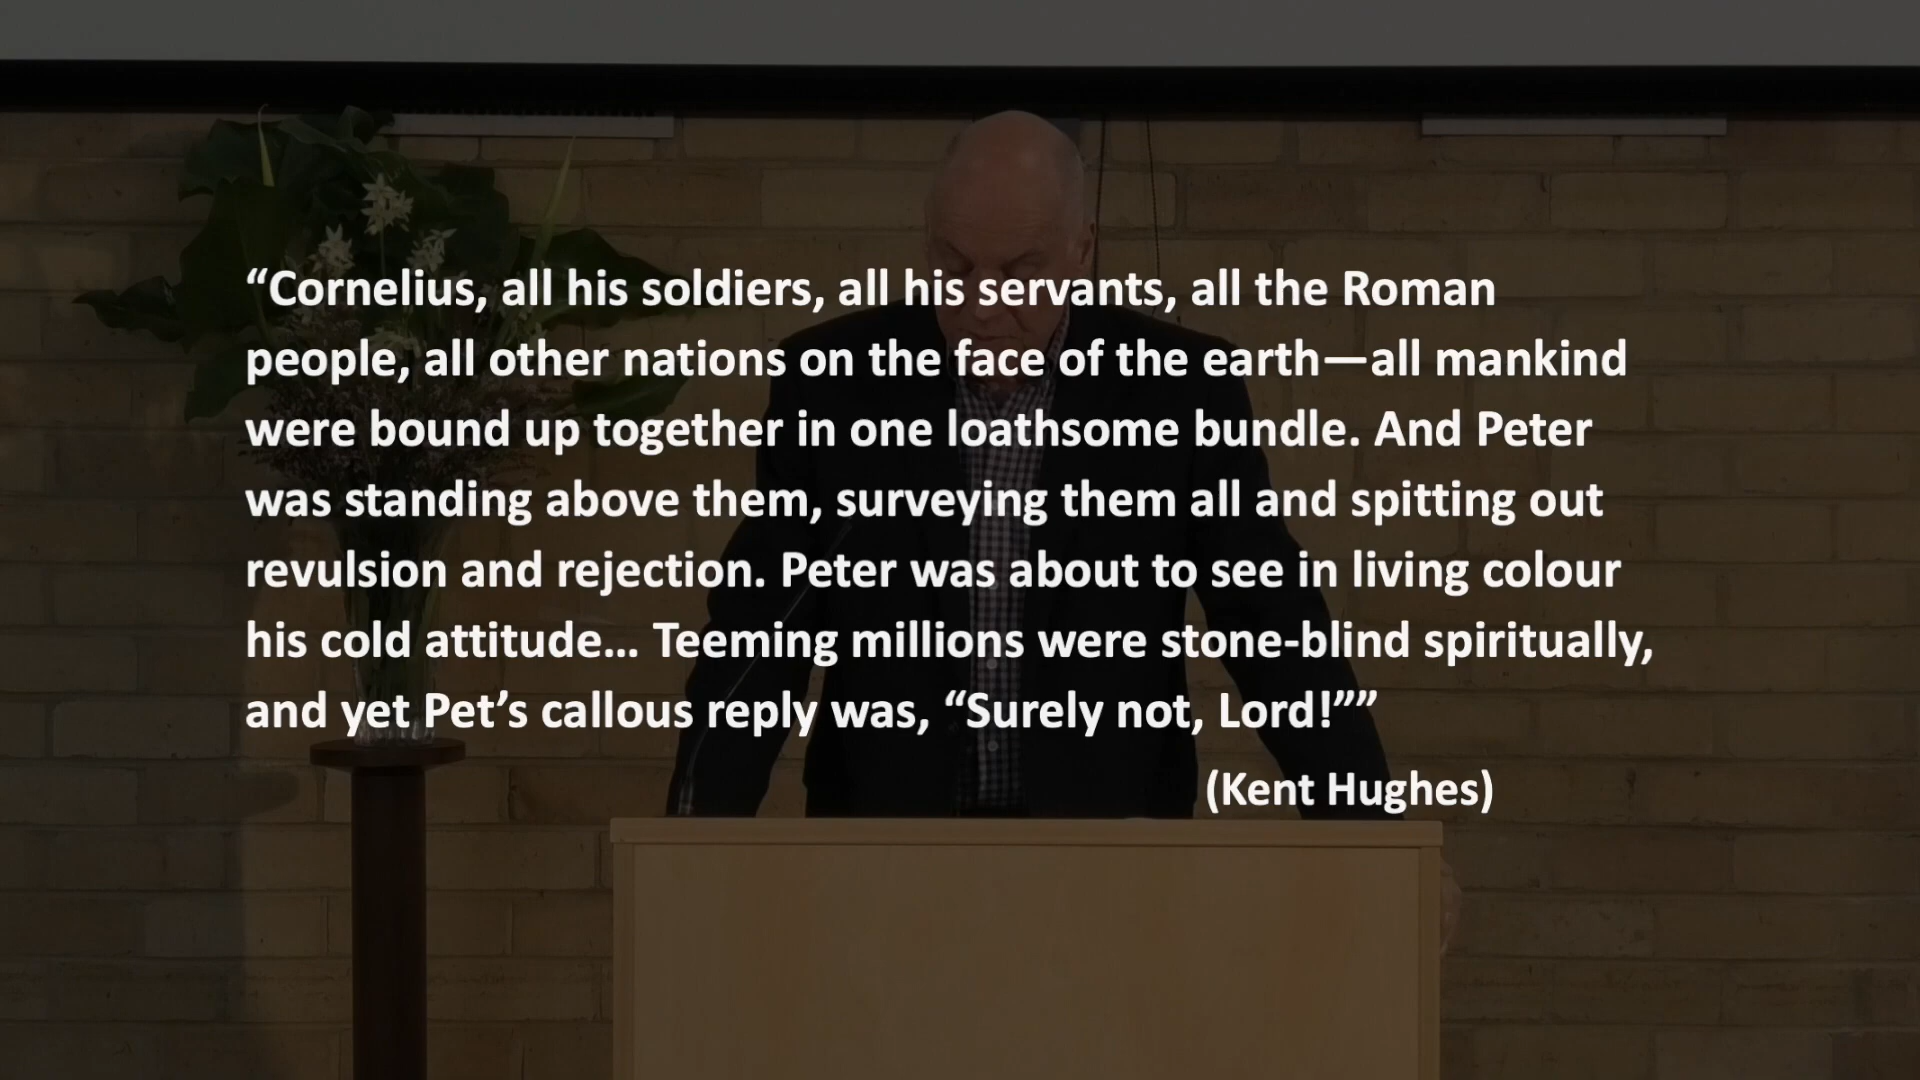 “Cornelius, all his soldiers, all his servants, all the Roman
people, all other nations on the face of the earth—all mankind
were bound up together in one loathsome bundle. And Peter
was standing above them, surveying them all and spitting out
revulsion and rejection. Peter was about to see in living colour
his cold attitude... Teeming millions were stone-blind spiritually,
and yet Pet’s callous reply was, “Surely not, Lord!””
(Kent Hughes)